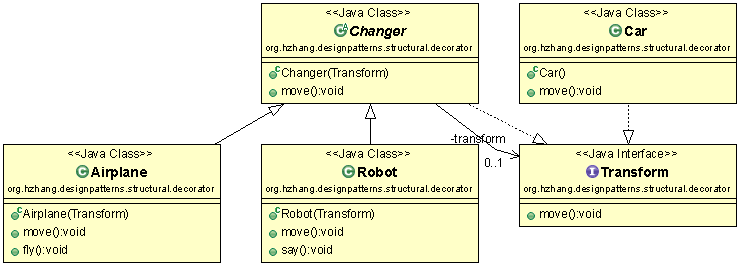 <<Java Class>>
Changer
org.hzhang.designpatterns.structural.decorator
Changer(Transform)
move():void
<<Java Class>>
Car
org.hzhang.designpatterns.structural.decorator
Car()
move():void
-transform
0..1
<<Java Class>>
Airplane
org.hzhang.designpatterns.structural.decorator
Airplane(Transform)
move():void
fly():void
<<Java Class>>
Robot
org.hzhang.designpatterns.structural.decorator
Robot(Transform)
move():void
say():void
<<Java Interface>>
Transform
org.hzhang.designpatterns.structural.decorator
move():void